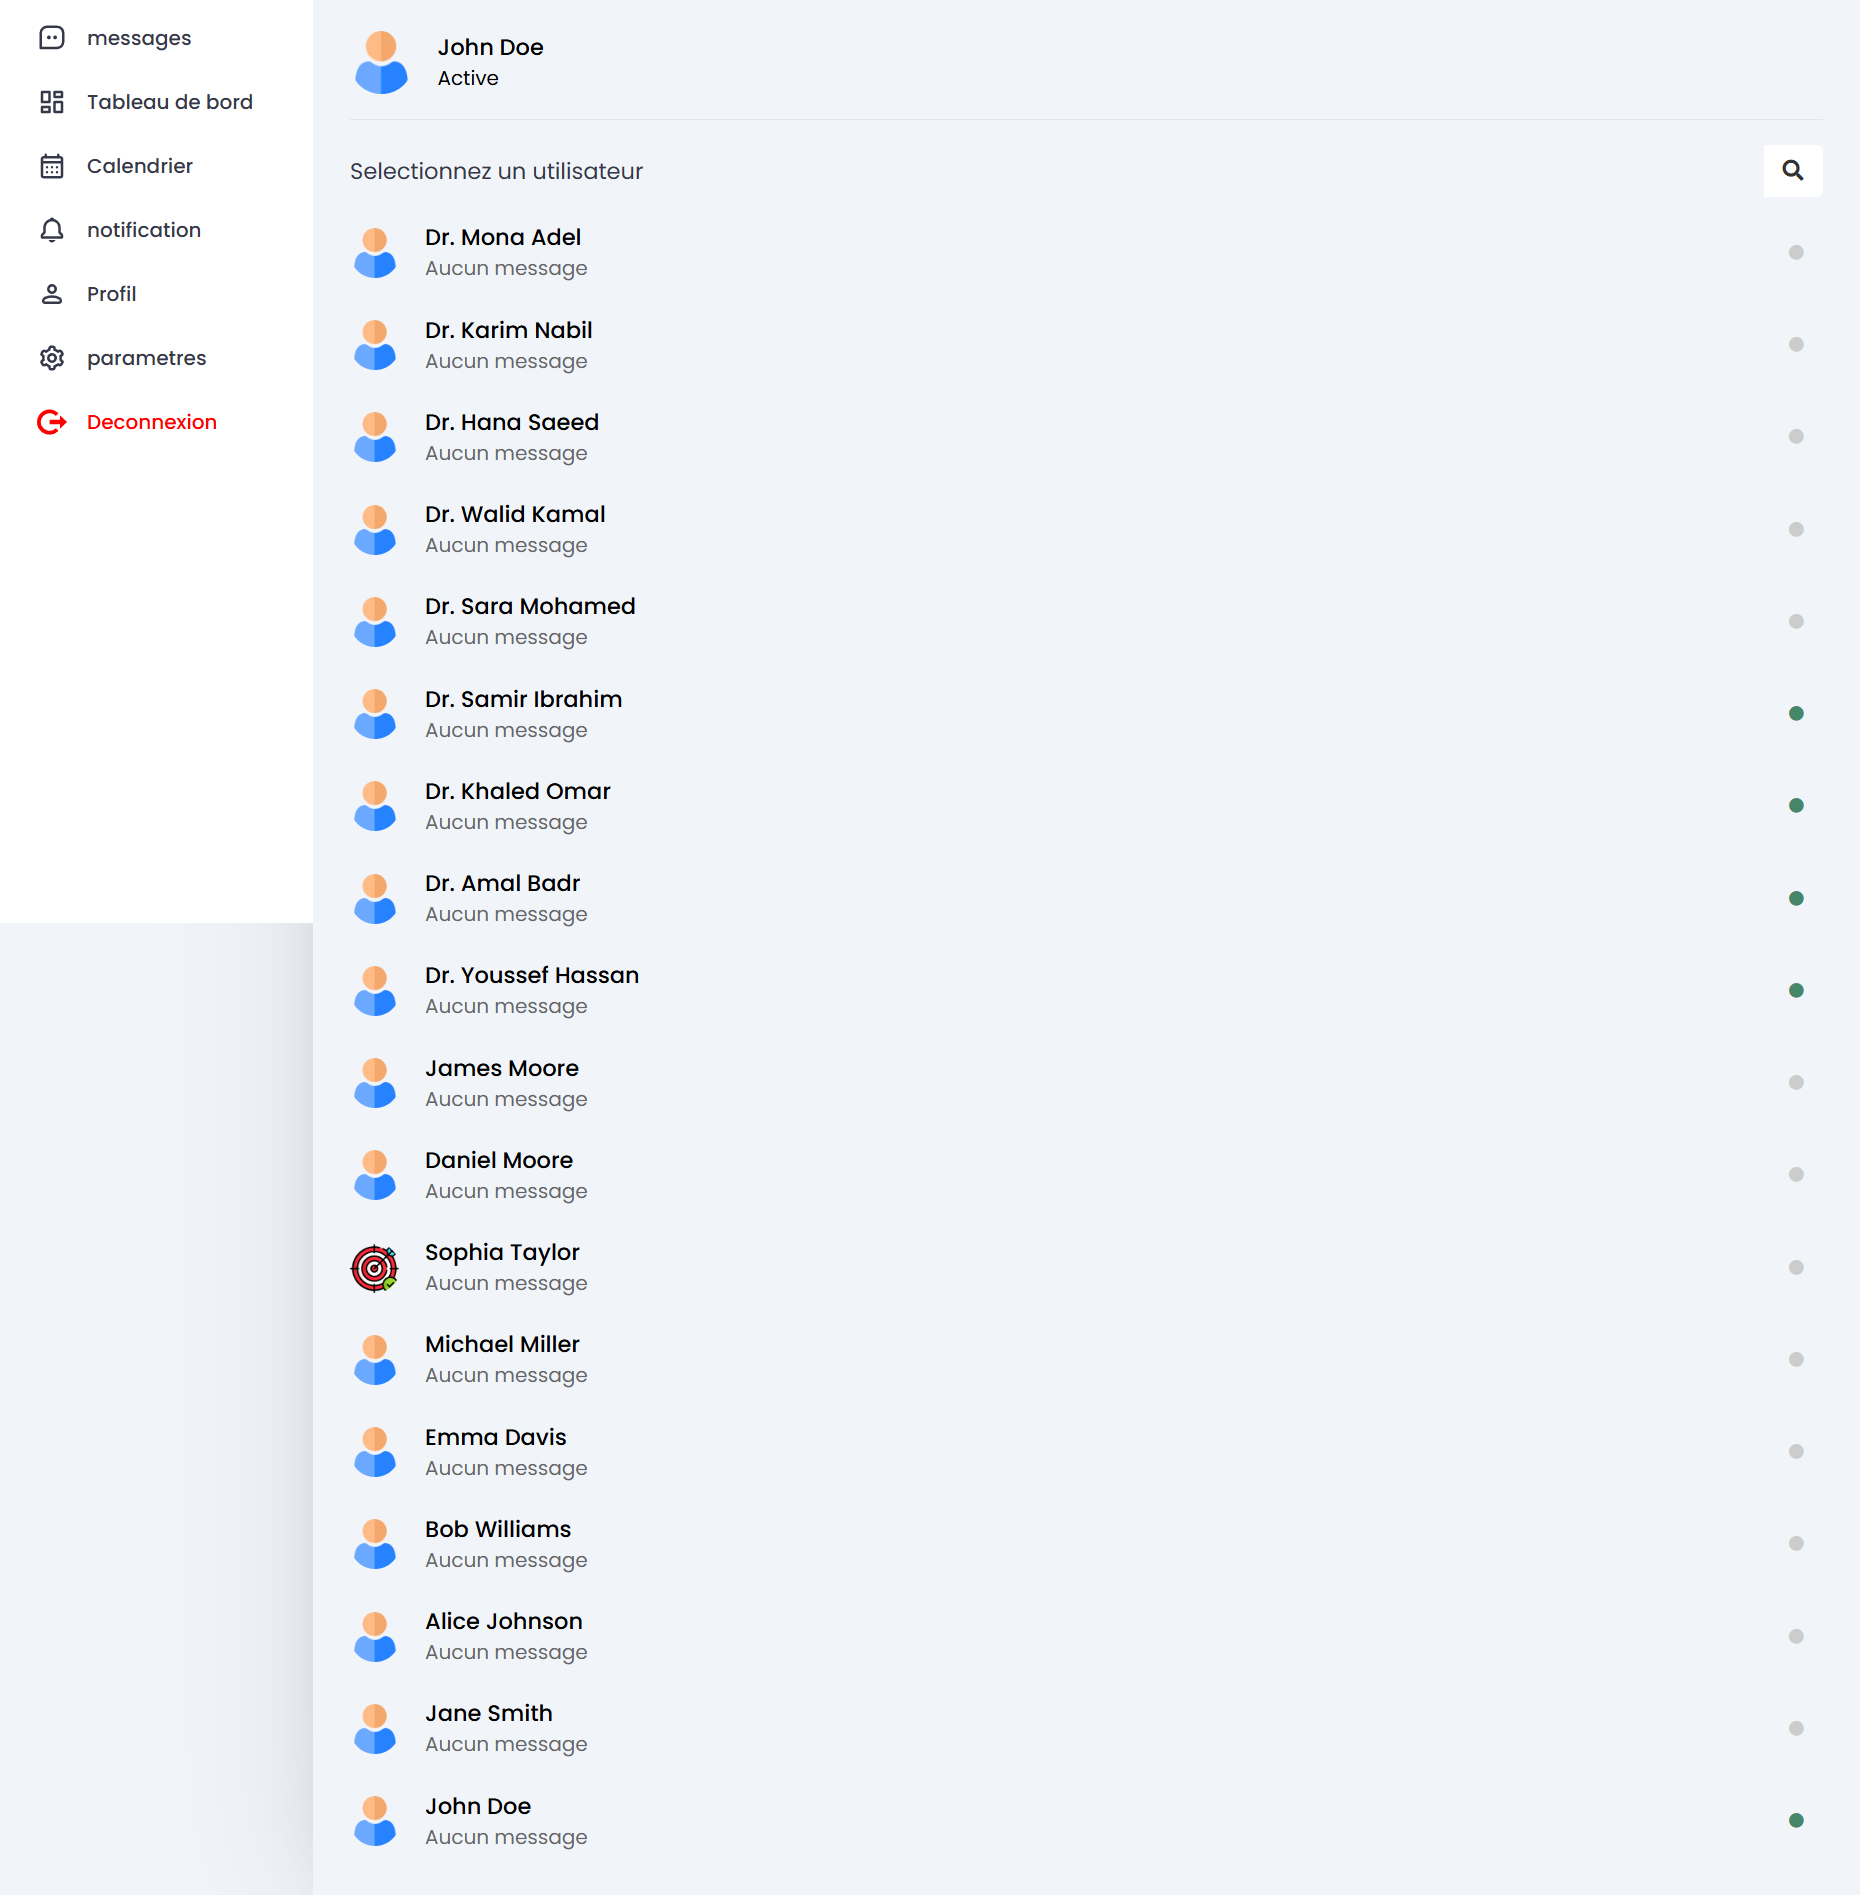 messages
Tableau de bord
Calendrier
notification
Profil
parametres
Deconnexion
John Doe
Active
Selectionnez un utilisateur
Dr. Mona Adel
Aucun message
Dr. Karim Nabil
Aucun message
Dr. Hana Saeed
Aucun message
Dr. Walid Kamal
Aucun message
Dr. Sara Mohamed
Aucun message
Dr. Samir Ibrahim
Aucun message
Dr. Khaled Omar
Aucun message
Dr. Amal Badr
Aucun message
Dr. Youssef Hassan
Aucun message
James Moore
Aucun message
Daniel Moore
Aucun message
Sophia Taylor
Aucun message
Michael Miller
Aucun message
Emma Davis
Aucun message
Bob Williams
Aucun message
Alice Johnson
Aucun message
Jane Smith
Aucun message
John Doe
Aucun message